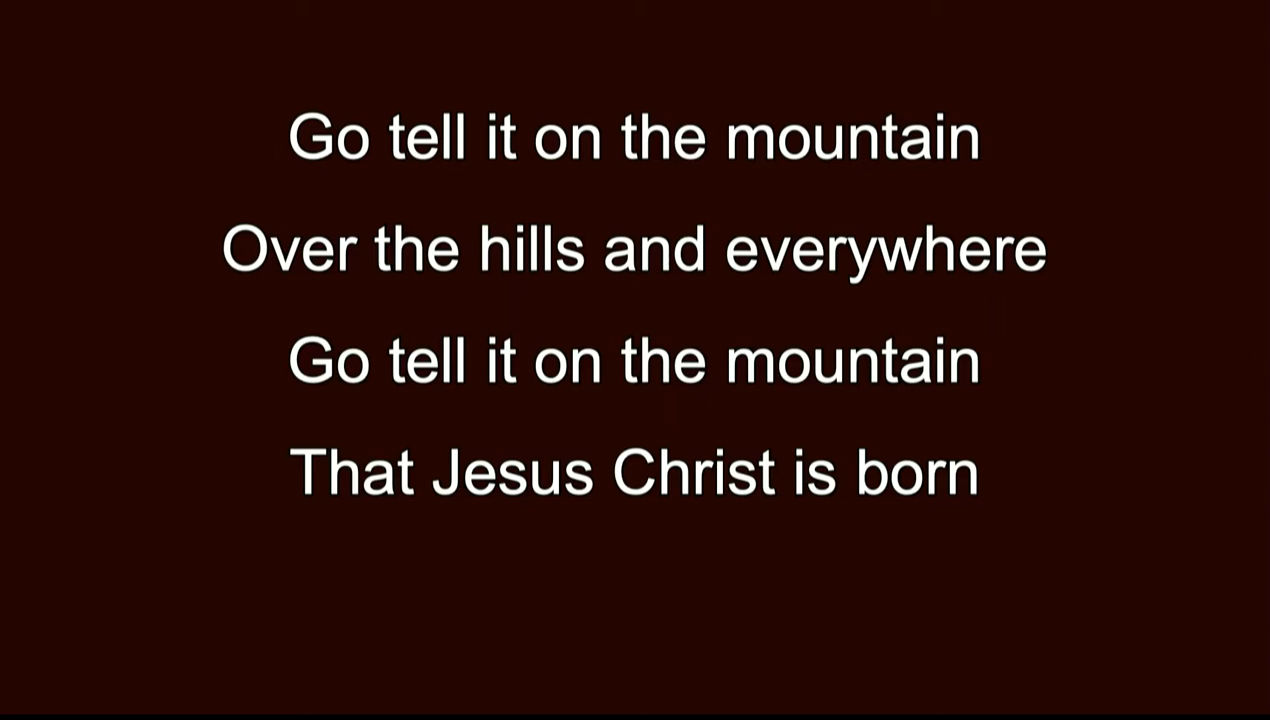 Go tell it on the mountain
Over the hills and everywhere
Go tell it on the mountain
That Jesus Christ is born